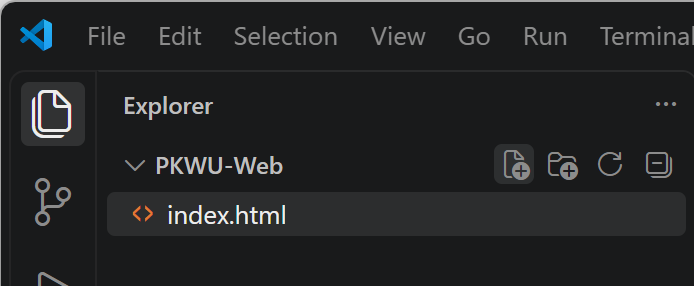 File Edit Selection View Go Run Terminal
Explorer
PKWU-Web
index.html